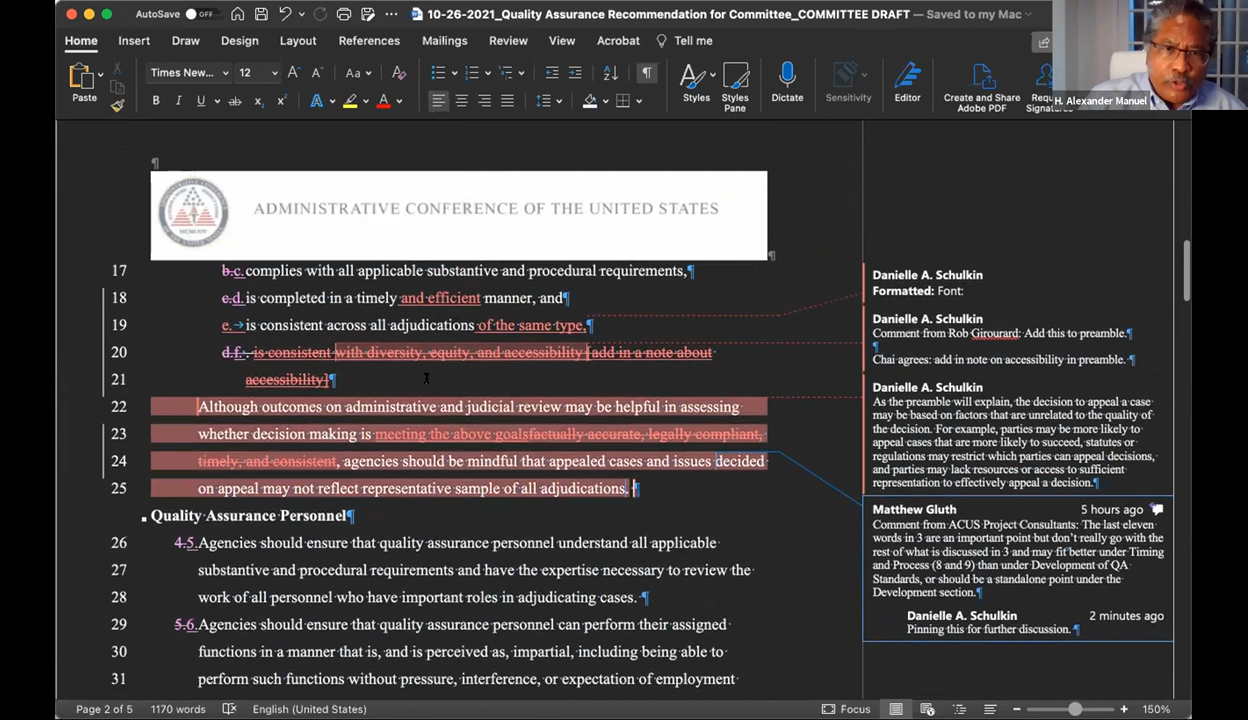 AutoSave OFF
10-26-2021_Quality Assurance Recommendation for Committee_COMMITTEE DRAFT — Saved to my Mac
Home Insert Draw Design Layout References Mailings Review View Acrobat Tell me
Times New... 12 Aa
Paste
B I U ab x₂ x² A A
Styles
Styles Pane
Dictate
Sensitivity
Editor
Create and Share Adobe PDF
Signatures
H. Alexander Manuel
ADMINISTRATIVE CONFERENCE OF THE UNITED STATES
17 b.c. complies with all applicable substantive and procedural requirements,
18 c.d. is completed in a timely and efficient manner, and
19 e. is consistent across all adjudications of the same type,
20 d.f. . is consistent with diversity, equity, and accessibility [add in a note about
21 accessibility]
22 Although outcomes on administrative and judicial review may be helpful in assessing
23 whether decision making is meeting the above goalsfactually accurate, legally compliant,
24 timely, and consistent, agencies should be mindful that appealed cases and issues decided
25 on appeal may not reflect representative sample of all adjudications.
Quality Assurance Personnel
26 4.5. Agencies should ensure that quality assurance personnel understand all applicable
27 substantive and procedural requirements and have the expertise necessary to review the
28 work of all personnel who have important roles in adjudicating cases.
29 5.6. Agencies should ensure that quality assurance personnel can perform their assigned
30 functions in a manner that is, and is perceived as, impartial, including being able to
31 perform such functions without pressure, interference, or expectation of employment
Danielle A. Schulkin
Formatted: Font:
Danielle A. Schulkin
Comment from Rob Girourard: Add this to preamble.
Chai agrees: add in note on accessibility in preamble.
Danielle A. Schulkin
As the preamble will explain, the decision to appeal a case
may be based on factors that are unrelated to the quality of
the decision. For example, parties may be more likely to
appeal cases that are more likely to succeed, statutes or
regulations may restrict which parties can appeal decisions,
and parties may lack resources or access to sufficient
representation to effectively appeal a decision.
Matthew Gluth 5 hours ago
Comment from ACUS Project Consultants: The last eleven
words in 3 are an important point but don't really go with the
rest of what is discussed in 3 and may fit better under Timing
and Process (8 and 9) than under Development of QA
Standards, or should be a standalone point under the
Development section.
Danielle A. Schulkin 2 minutes ago
Pinning this for further discussion.
Page 2 of 5 1170 words English (United States) Focus 150%